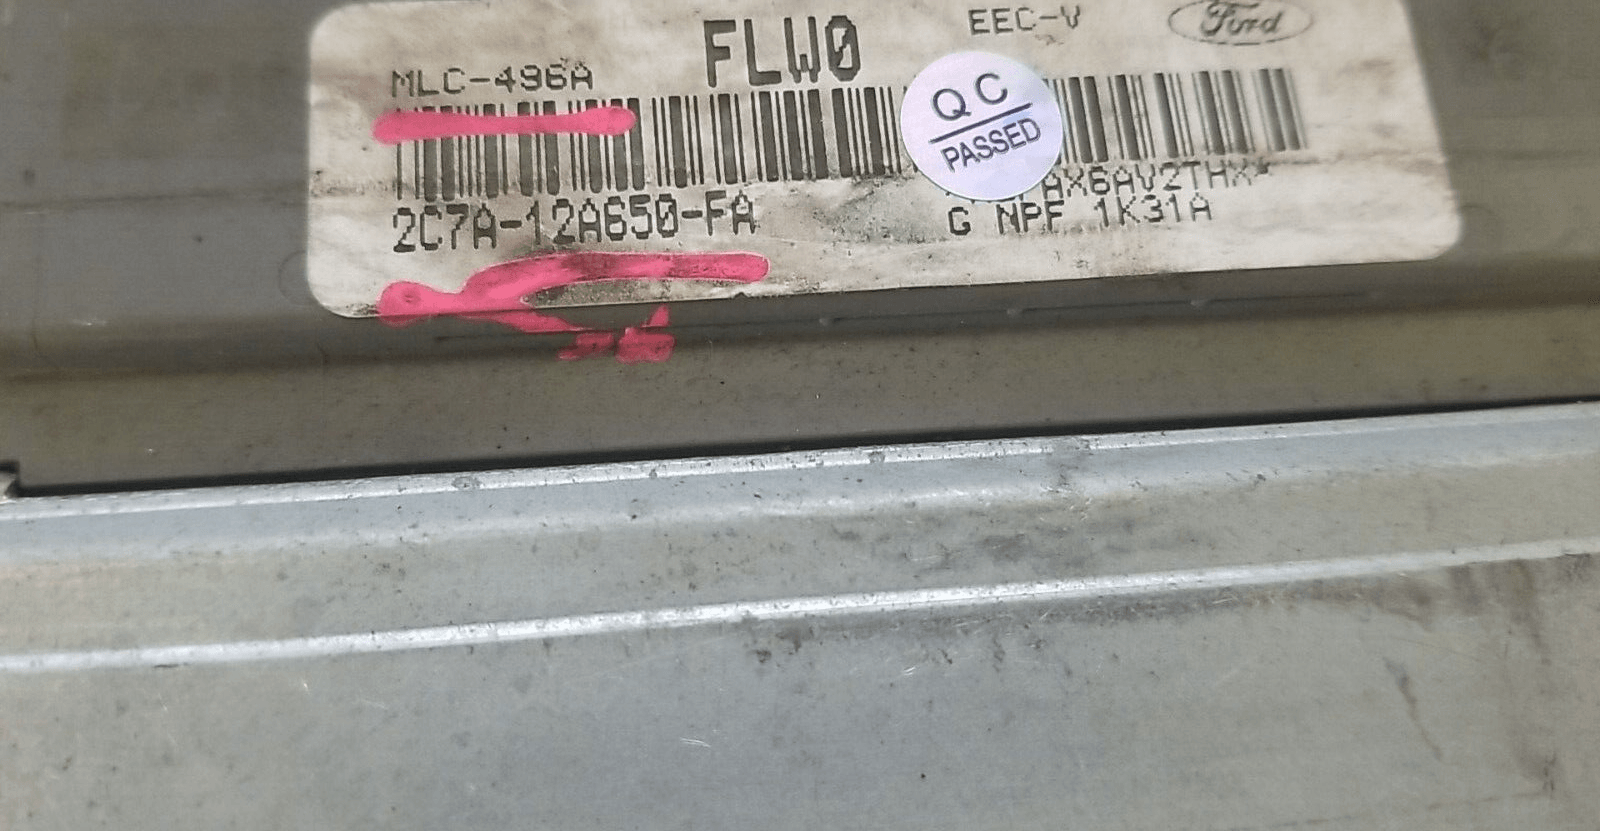 FLW0
EEC-V
Ford
MLC-496A
QC
PASSED
2C7A-12A650-FA
AX6AV2THX*
G NPF 1K31A